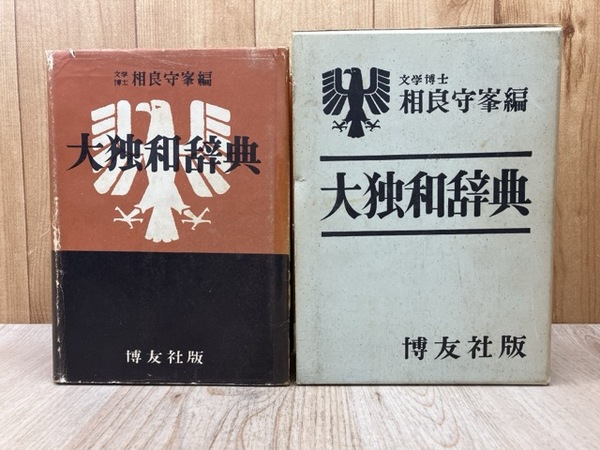 文学
博士 相良守峯編
大独和辞典
博友社版
文学博士
相良守峯編
大独和辞典
博友社版